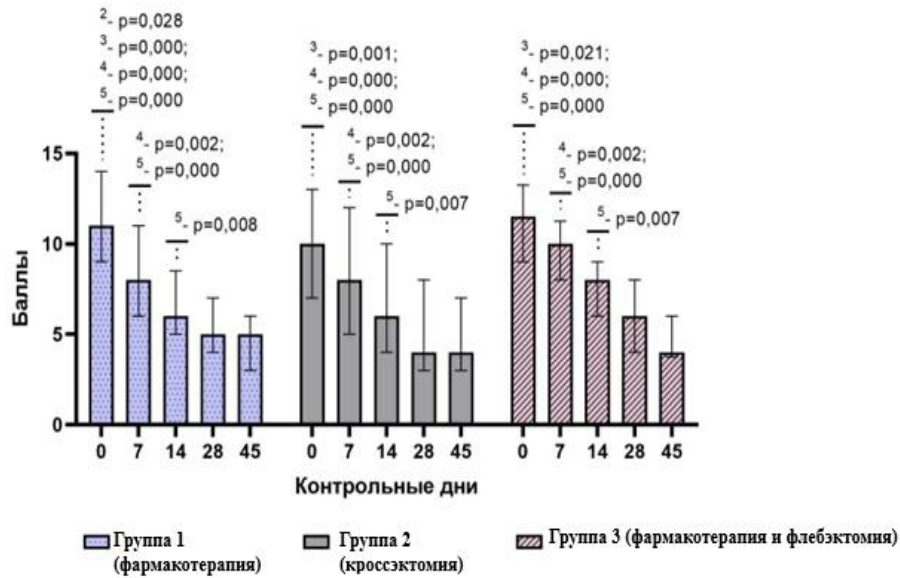 ²- p=0,028
³- p=0,000;
⁴- p=0,000;
⁵- p=0,000
⁴- p=0,002;
⁵- p=0,000
⁵- p=0,008
³- p=0,001;
⁴- p=0,000;
⁵- p=0,000
⁴- p=0,002;
⁵- p=0,000
⁵- p=0,007
³- p=0,021;
⁴- p=0,000;
⁵- p=0,000
⁴- p=0,002;
⁵- p=0,000
⁵- p=0,007
15
10
5
0
Баллы
0 7 14 28 45 0 7 14 28 45 0 7 14 28 45
Контрольные дни
Группа 1
(фармакотерапия)
Группа 2
(кроссэктомия)
Группа 3 (фармакотерапия и флебэктомия)